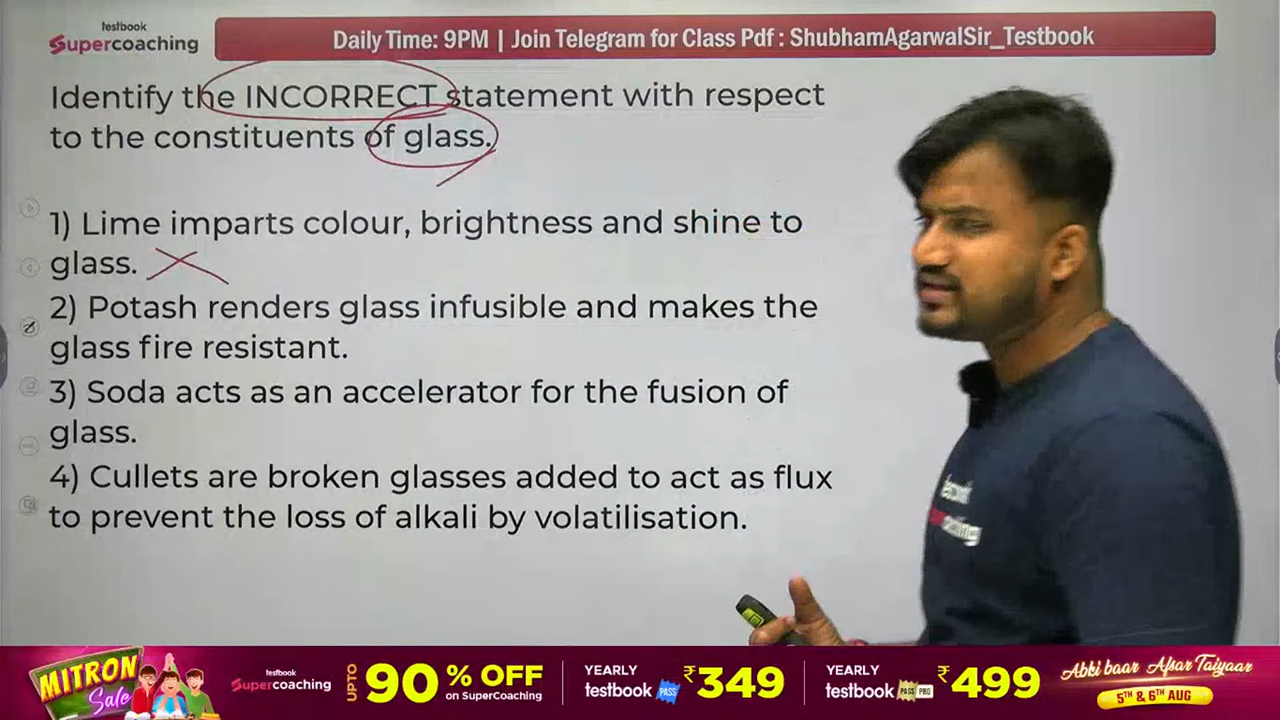 testbook
Supercoaching
Daily Time: 9PM | Join Telegram for Class Pdf : ShubhamAgarwalSir_Testbook
Identify the INCORRECT statement with respect
to the constituents of glass.
1) Lime imparts colour, brightness and shine to
glass.
2) Potash renders glass infusible and makes the
glass fire resistant.
3) Soda acts as an accelerator for the fusion of
glass.
4) Cullets are broken glasses added to act as flux
to prevent the loss of alkali by volatilisation.
MITRON
Sale
testbook
Supercoaching
UPTO 90 % OFF
on SuperCoaching
YEARLY
testbook PASS
₹349
YEARLY
testbook PASS PRO
₹499
Abki baar Afsar Taiyaar
5TH & 6TH AUG